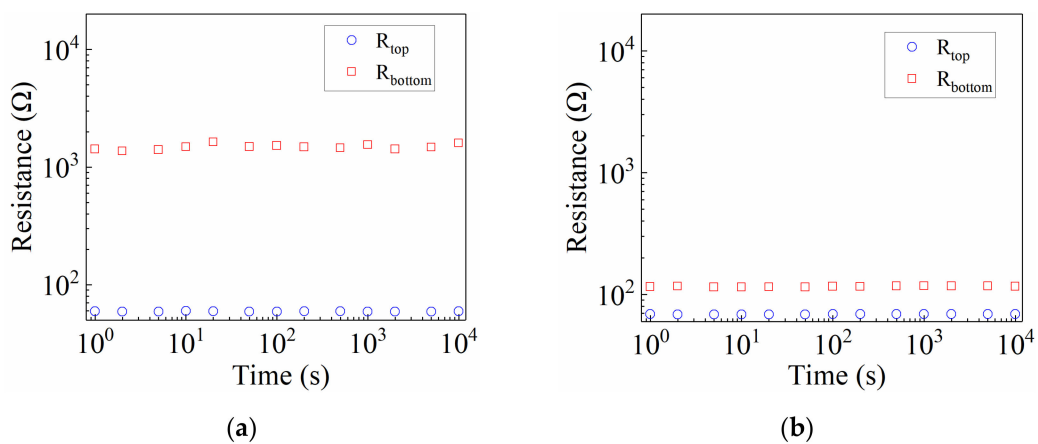 R_top
R_bottom
10^4
10^3
10^2
Resistance (Ω)
10^0 10^1 10^2 10^3 10^4
Time (s)
(a)
R_top
R_bottom
10^4
10^3
10^2
Resistance (Ω)
10^0 10^1 10^2 10^3 10^4
Time (s)
(b)